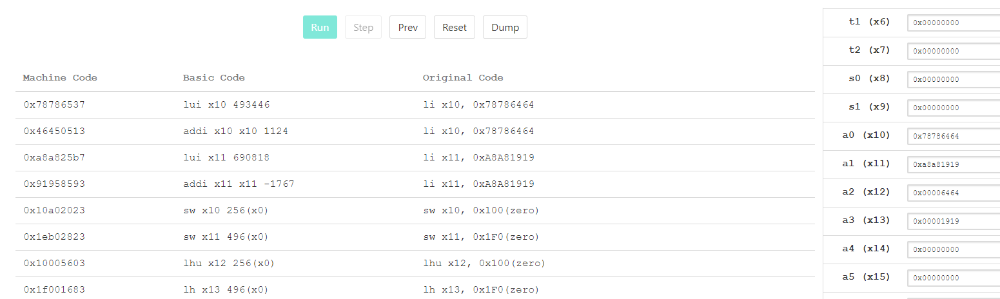 Run Step Prev Reset Dump
Machine Code Basic Code Original Code
0x78786537 lui x10 493446 li x10, 0x78786464
0x46450513 addi x10 x10 1124 li x10, 0x78786464
0xa8a825b7 lui x11 690818 li x11, 0xA8A81919
0x91958593 addi x11 x11 -1767 li x11, 0xA8A81919
0x10a02023 sw x10 256(x0) sw x10, 0x100(zero)
0x1eb02823 sw x11 496(x0) sw x11, 0x1F0(zero)
0x10005603 lhu x12 256(x0) lhu x12, 0x100(zero)
0x1f001683 lh x13 496(x0) lh x13, 0x1F0(zero)
t1 (x6) 0x00000000
t2 (x7) 0x00000000
s0 (x8) 0x00000000
s1 (x9) 0x00000000
a0 (x10) 0x78786464
a1 (x11) 0xa8a81919
a2 (x12) 0x00006464
a3 (x13) 0x00001919
a4 (x14) 0x00000000
a5 (x15) 0x00000000